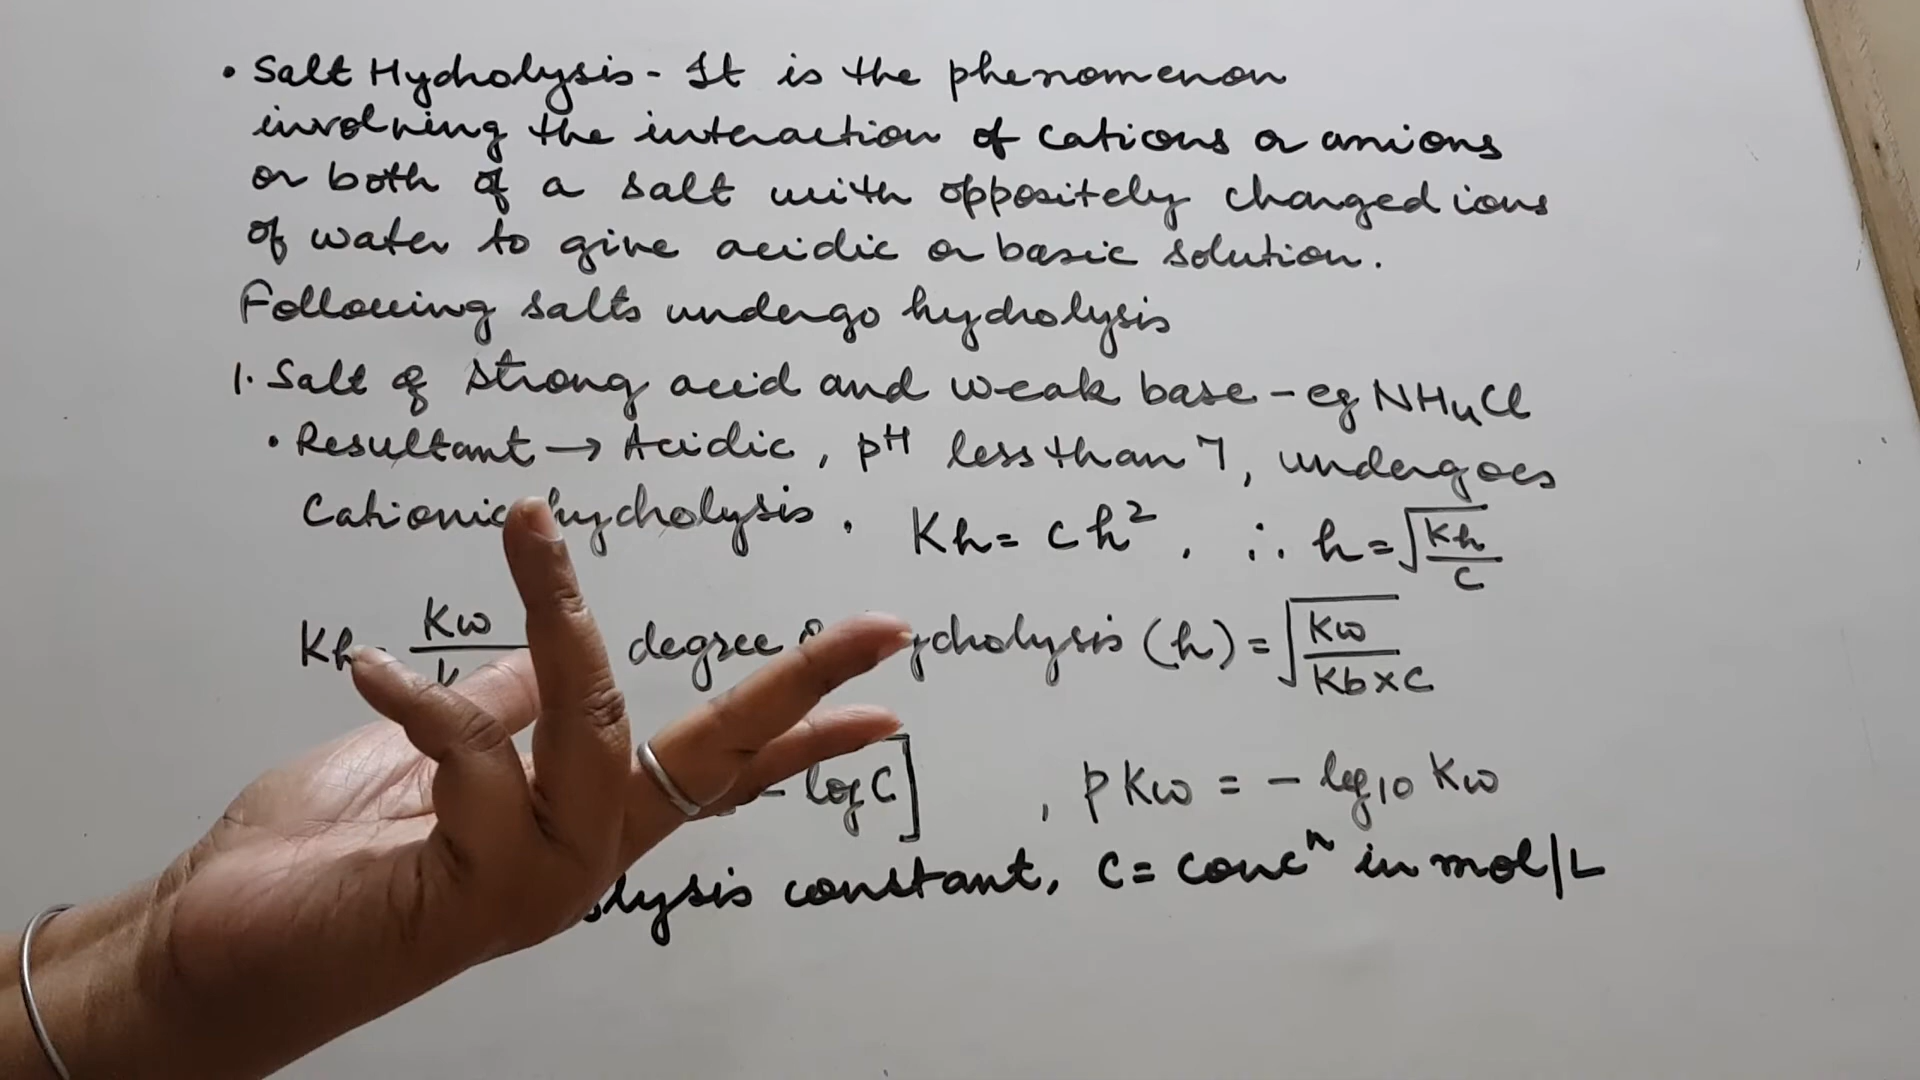 • Salt Hydrolysis - It is the phenomenon
involving the interaction of cations or anions
or both of a salt with oppositely charged ions
of water to give acidic or basic solution.
Following salts undergo hydrolysis
1. Salt of strong acid and weak base - eg NH4Cl
• Resultant → Acidic, pH less than 7, undergoes
Cationic hydrolysis. Kh = ch², ∴ h = √(Kh/C)
Kh = Kw/ degree hydrolysis (h) = √(Kw/Kb×C)
- log C] , pKw = - log10 Kw
constant, C = concn in mol/L